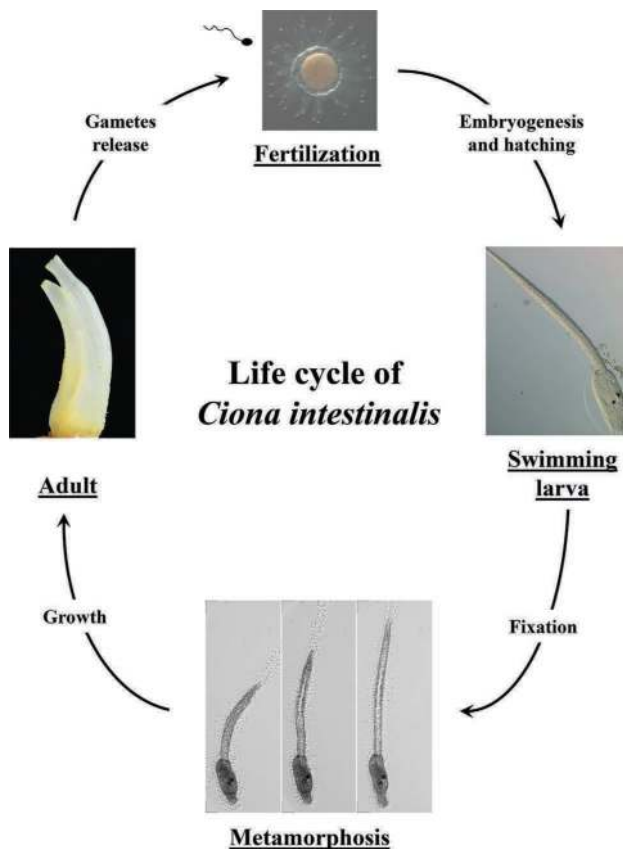 Gametes
release
Fertilization
Embryogenesis
and hatching
Life cycle of
Ciona intestinalis
Swimming
larva
Adult
Growth
Fixation
Metamorphosis